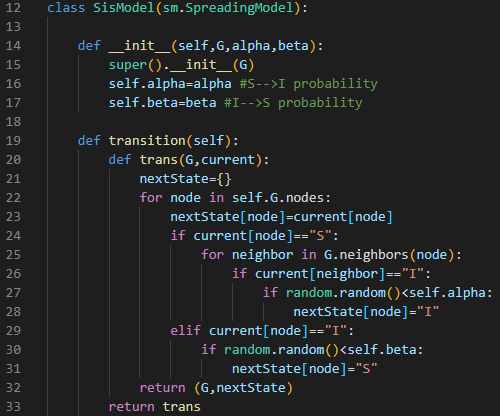 12 class SisModel(sm.SpreadingModel):
13
14     def __init__(self,G,alpha,beta):
15         super().__init__(G)
16         self.alpha=alpha #S-->I probability
17         self.beta=beta #I-->S probability
18
19     def transition(self):
20         def trans(G,current):
21             nextState={}
22             for node in self.G.nodes:
23                 nextState[node]=current[node]
24                 if current[node]=="S":
25                     for neighbor in G.neighbors(node):
26                         if current[neighbor]=="I":
27                             if random.random()<self.alpha:
28                                 nextState[node]="I"
29                 elif current[node]=="I":
30                     if random.random()<self.beta:
31                         nextState[node]="S"
32             return (G,nextState)
33         return trans